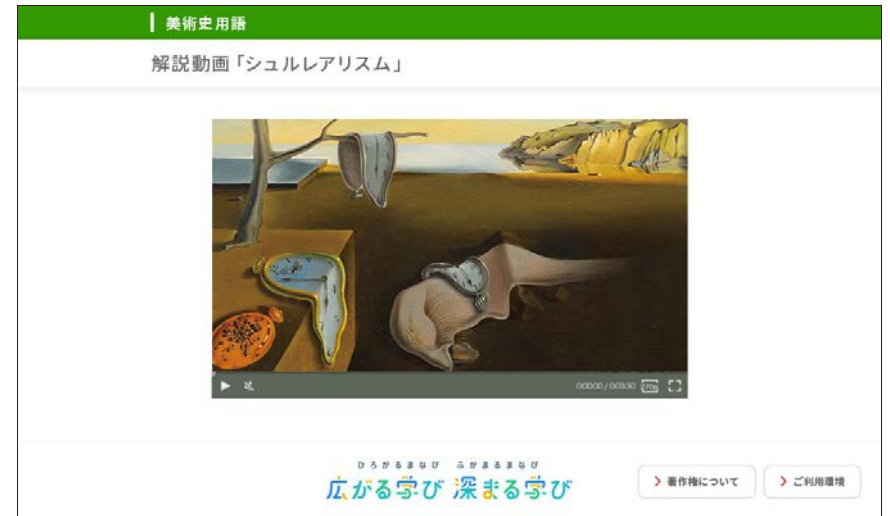 美術史用語
解説動画「シュルレアリスム」
00:00:00 / 00:03:30
ひろがるまなび ふかまるまなび
広がる学び 深まる学び
著作権について
ご利用環境